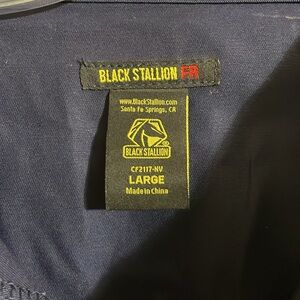 BLACK STALLION FR
www.BlackStallion.com
Santa Fe Springs, CA
BLACK STALLION®
CF2117-NV
LARGE
Made in China